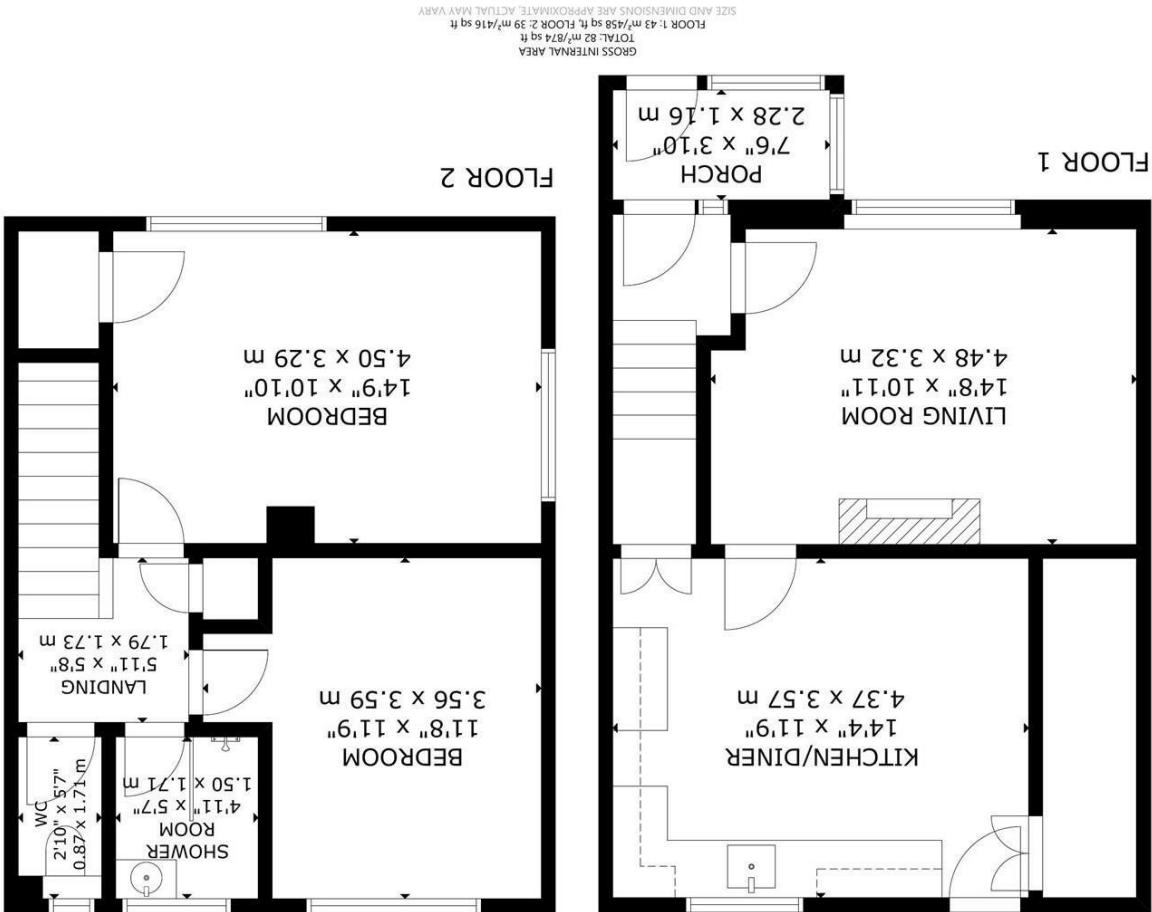 FLOOR 1
KITCHEN/DINER
14'4" x 11'9"
4.37 x 3.57 m
LIVING ROOM
14'8" x 10'11"
4.48 x 3.32 m
PORCH
7'6" x 3'10"
2.28 x 1.16 m
FLOOR 2
BEDROOM
11'8" x 11'9"
3.56 x 3.59 m
SHOWER
ROOM
4'11" x 5'7"
1.50 x 1.71 m
WC
2'10" x 5'7"
0.87 x 1.71 m
LANDING
5'11" x 5'8"
1.79 x 1.73 m
BEDROOM
14'9" x 10'10"
4.50 x 3.29 m
GROSS INTERNAL AREA
TOTAL: 82 m²/874 sq ft
FLOOR 1: 43 m²/458 sq ft, FLOOR 2: 39 m²/416 sq ft
SIZE AND DIMENSIONS ARE APPROXIMATE, ACTUAL MAY VARY